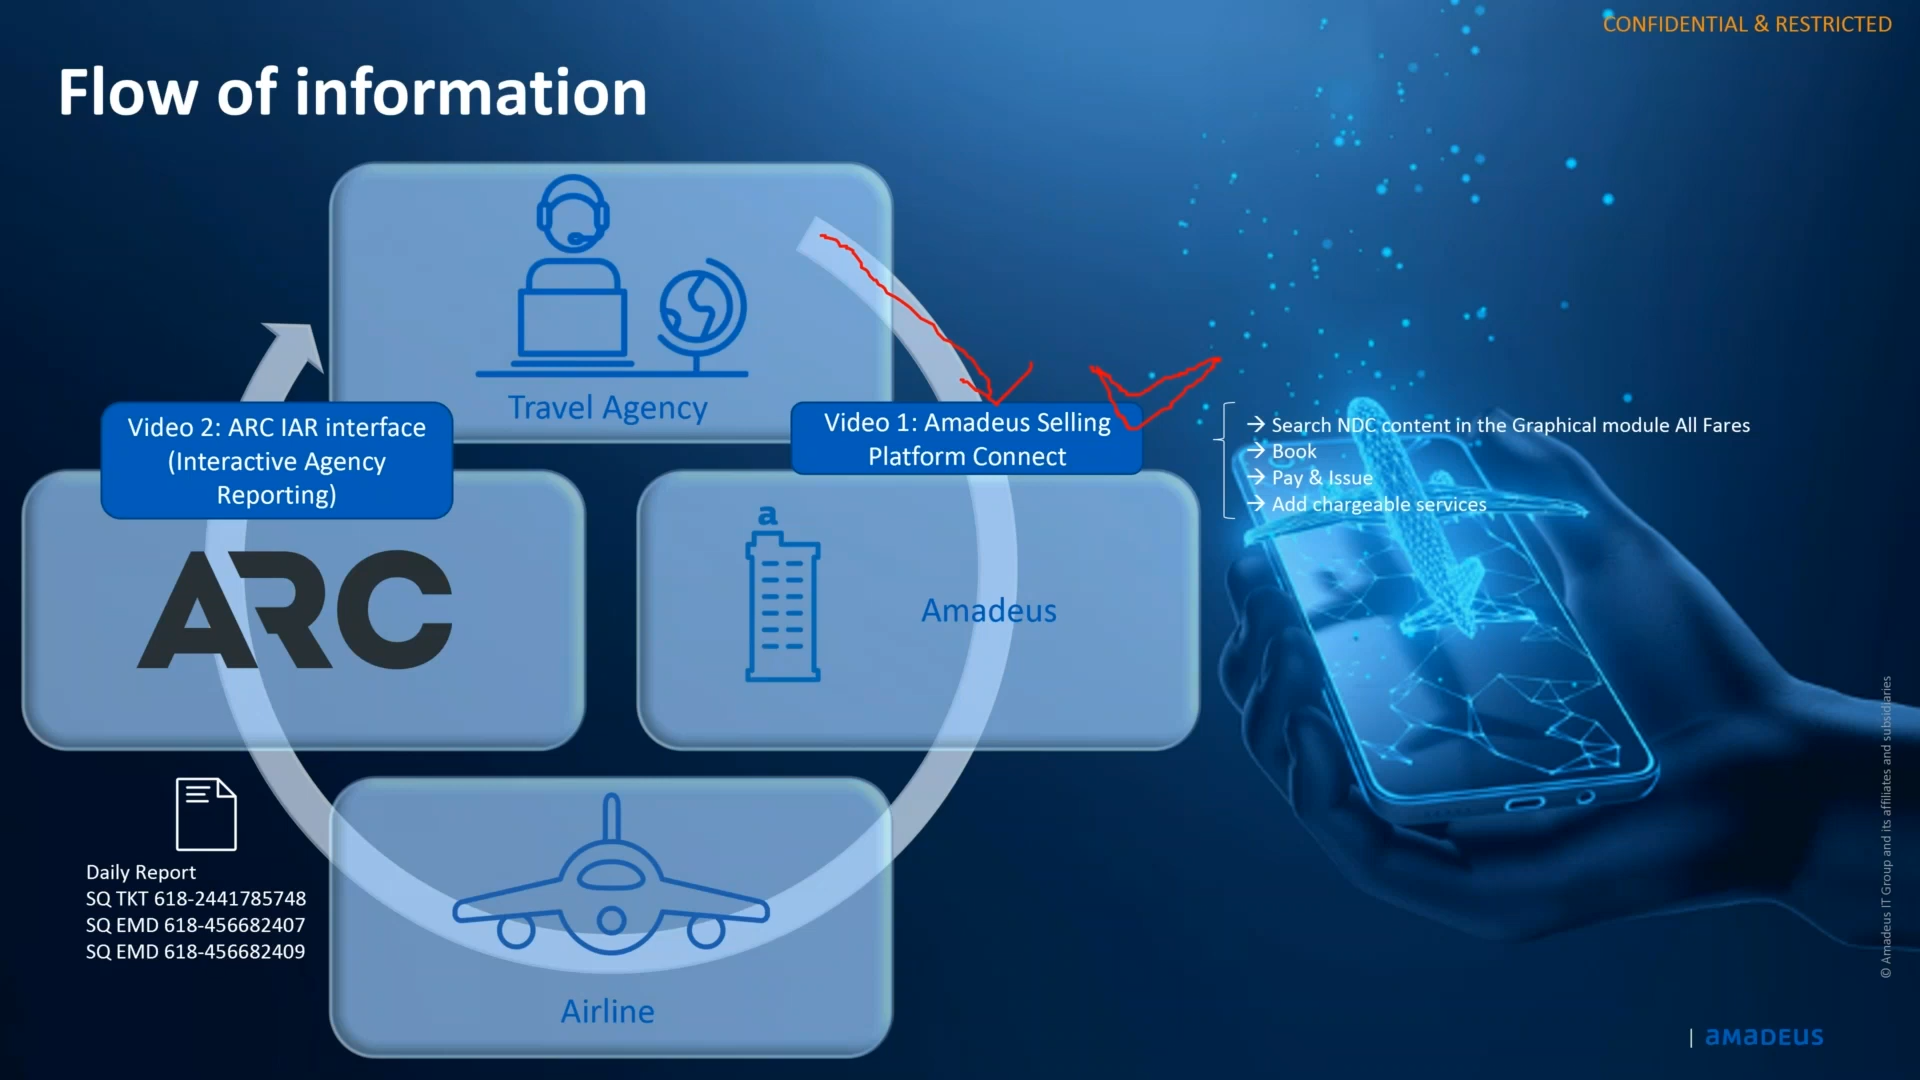 CONFIDENTIAL & RESTRICTED
Flow of information
Travel Agency
Video 2: ARC IAR interface
(Interactive Agency
Reporting)
Video 1: Amadeus Selling
Platform Connect
→ Search NDC content in the Graphical module All Fares
→ Book
→ Pay & Issue
→ Add chargeable services
ARC
a
Amadeus
Daily Report
SQ TKT 618-2441785748
SQ EMD 618-456682407
SQ EMD 618-456682409
Airline
© Amadeus IT Group and its affiliates and subsidiaries
amadeus